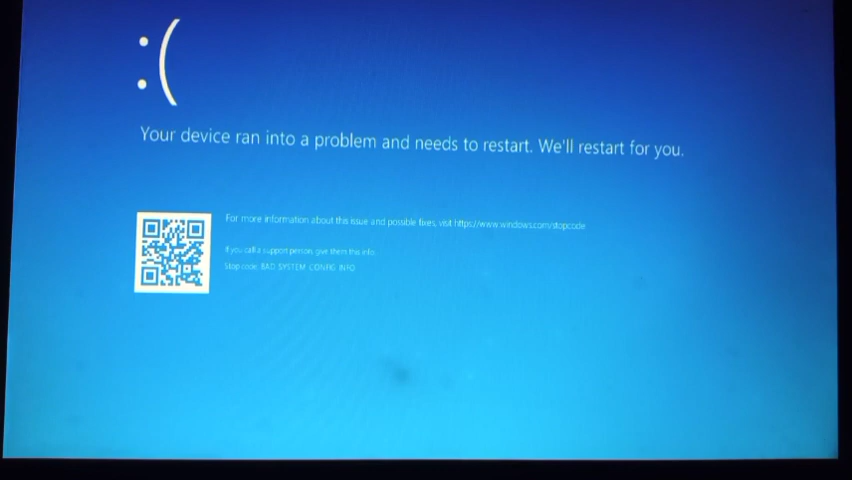 :(
Your device ran into a problem and needs to restart. We'll restart for you.
For more information about this issue and possible fixes, visit https://www.windows.com/stopcode
If you call a support person, give them this info:
Stop code: BAD SYSTEM CONFIG INFO